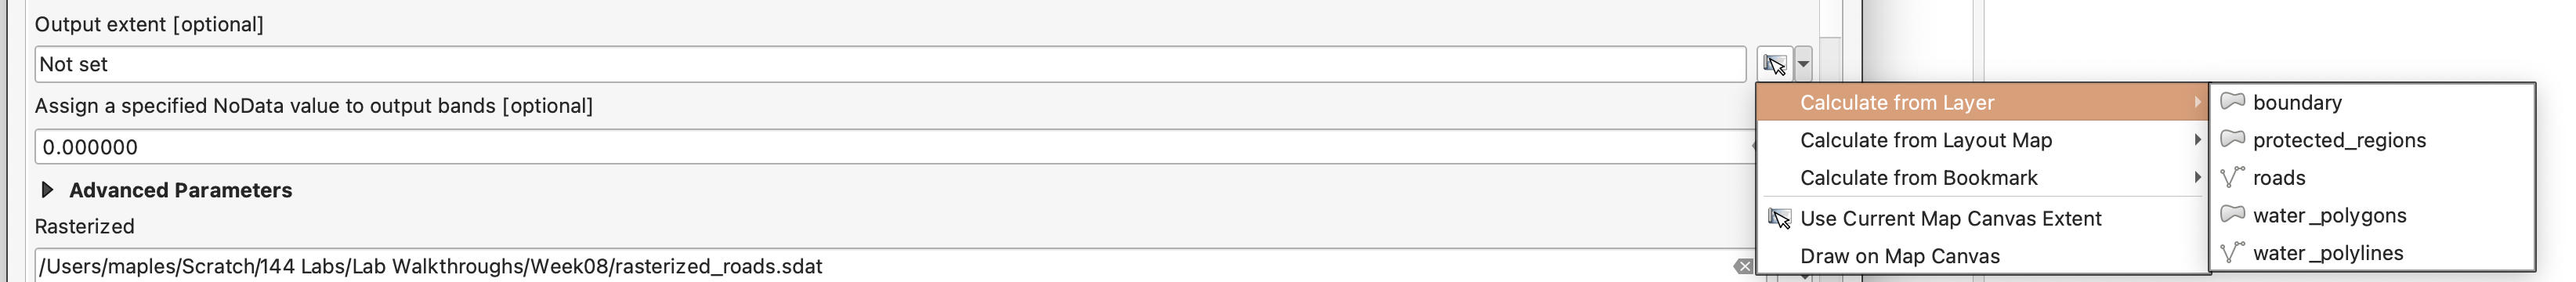 Output extent [optional]
Not set
Assign a specified NoData value to output bands [optional]
0.000000
Advanced Parameters
Rasterized
/Users/maples/Scratch/144 Labs/Lab Walkthroughs/Week08/rasterized_roads.sdat
Calculate from Layer
Calculate from Layout Map
Calculate from Bookmark
Use Current Map Canvas Extent
Draw on Map Canvas
boundary
protected_regions
roads
water_polygons
water_polylines